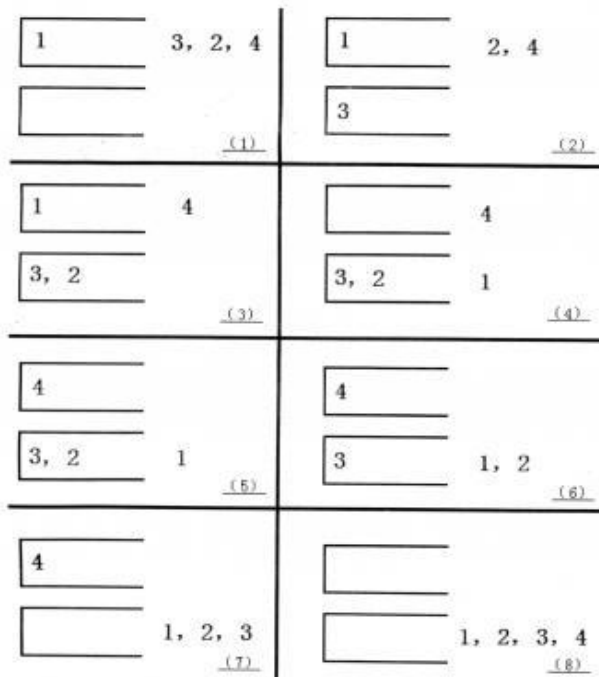 1 3, 2, 4
(1)
1 2, 4
3
(2)
1 4
3, 2
(3)
4
3, 2 1
(4)
4
3, 2 1
(5)
4
3 1, 2
(6)
4
1, 2, 3
(7)
1, 2, 3, 4
(8)